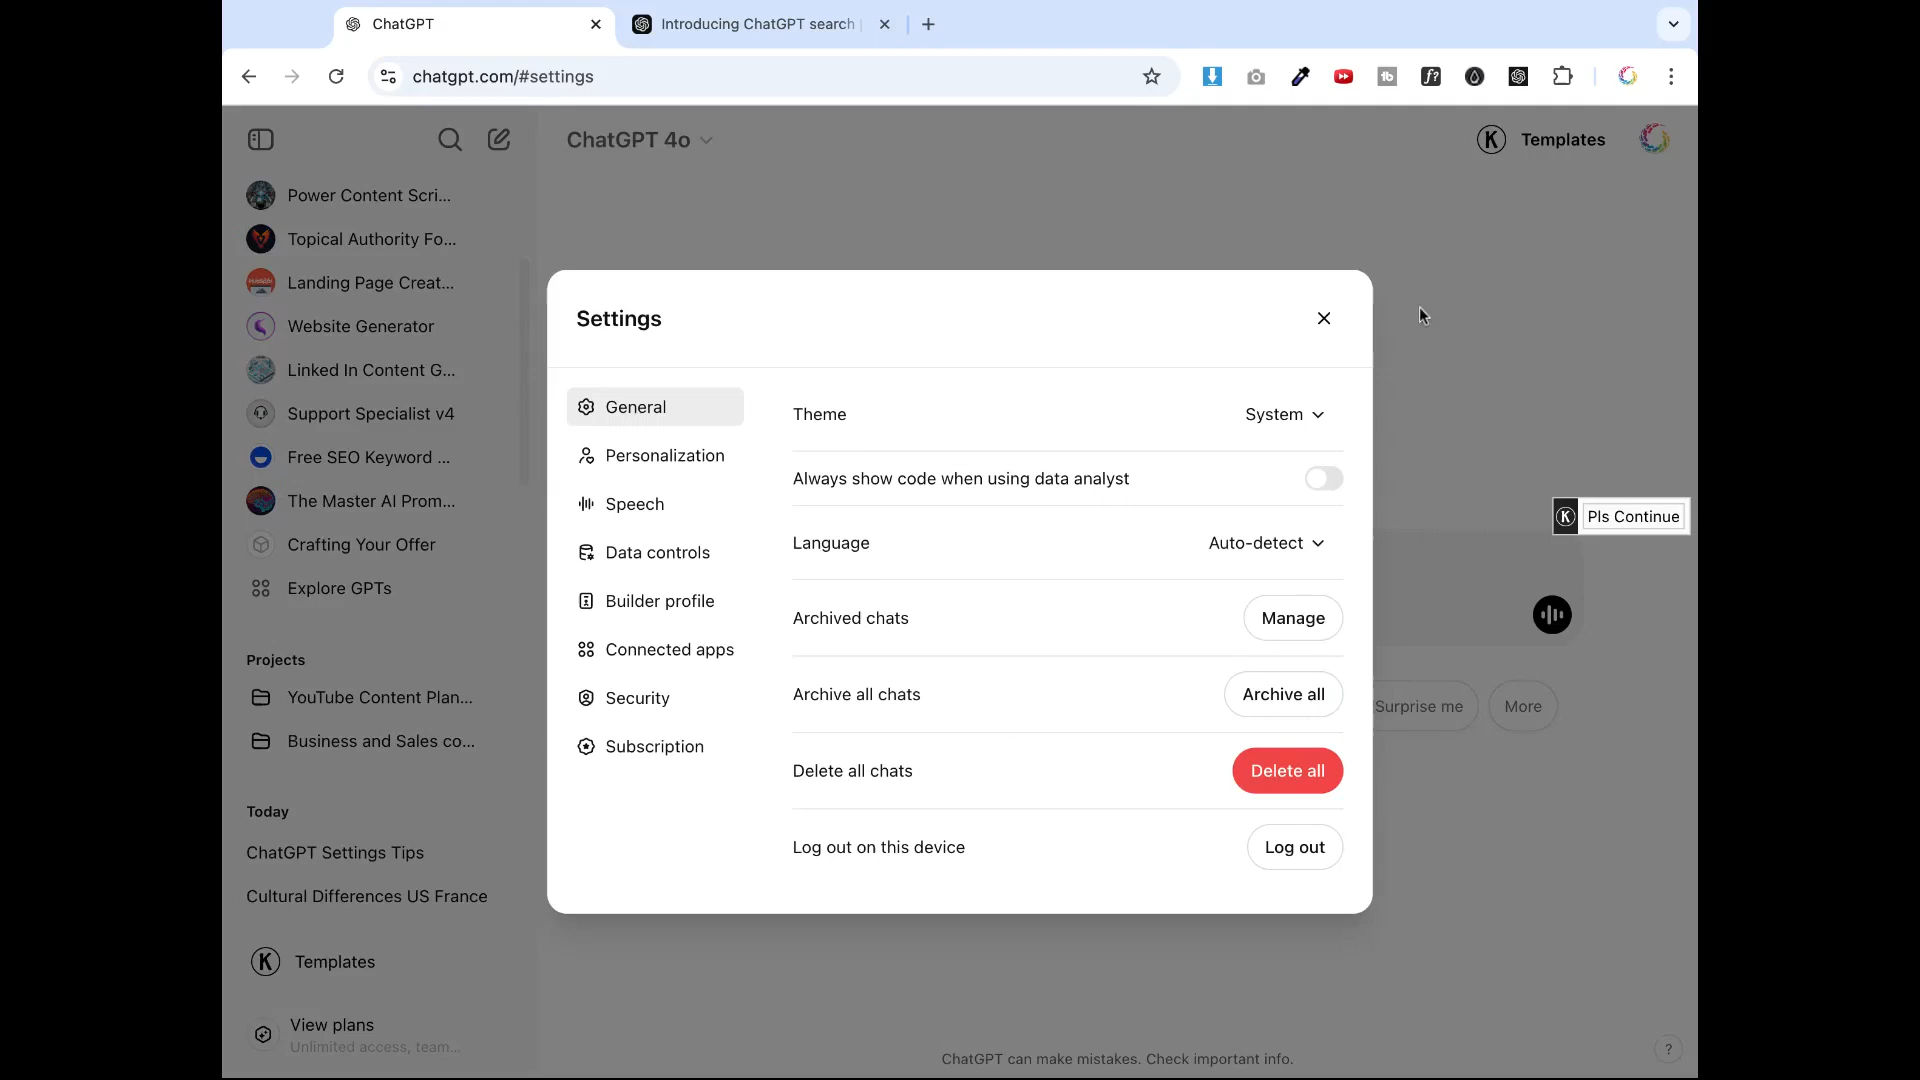 ChatGPT
Introducing ChatGPT search
chatgpt.com/#settings
ChatGPT 4o
K Templates
Power Content Scri...
Topical Authority Fo...
Landing Page Creat...
Website Generator
Linked In Content G...
Support Specialist v4
Free SEO Keyword ...
The Master AI Prom...
Crafting Your Offer
Explore GPTs
Projects
YouTube Content Plan...
Business and Sales co...
Today
ChatGPT Settings Tips
Cultural Differences US France
K Templates
View plans
Unlimited access, team...
Settings
General
Personalization
Speech
Data controls
Builder profile
Connected apps
Security
Subscription
Theme System
Always show code when using data analyst
Language Auto-detect
Archived chats Manage
Archive all chats Archive all
Delete all chats Delete all
Log out on this device Log out
K Pls Continue
Surprise me More
ChatGPT can make mistakes. Check important info.
?